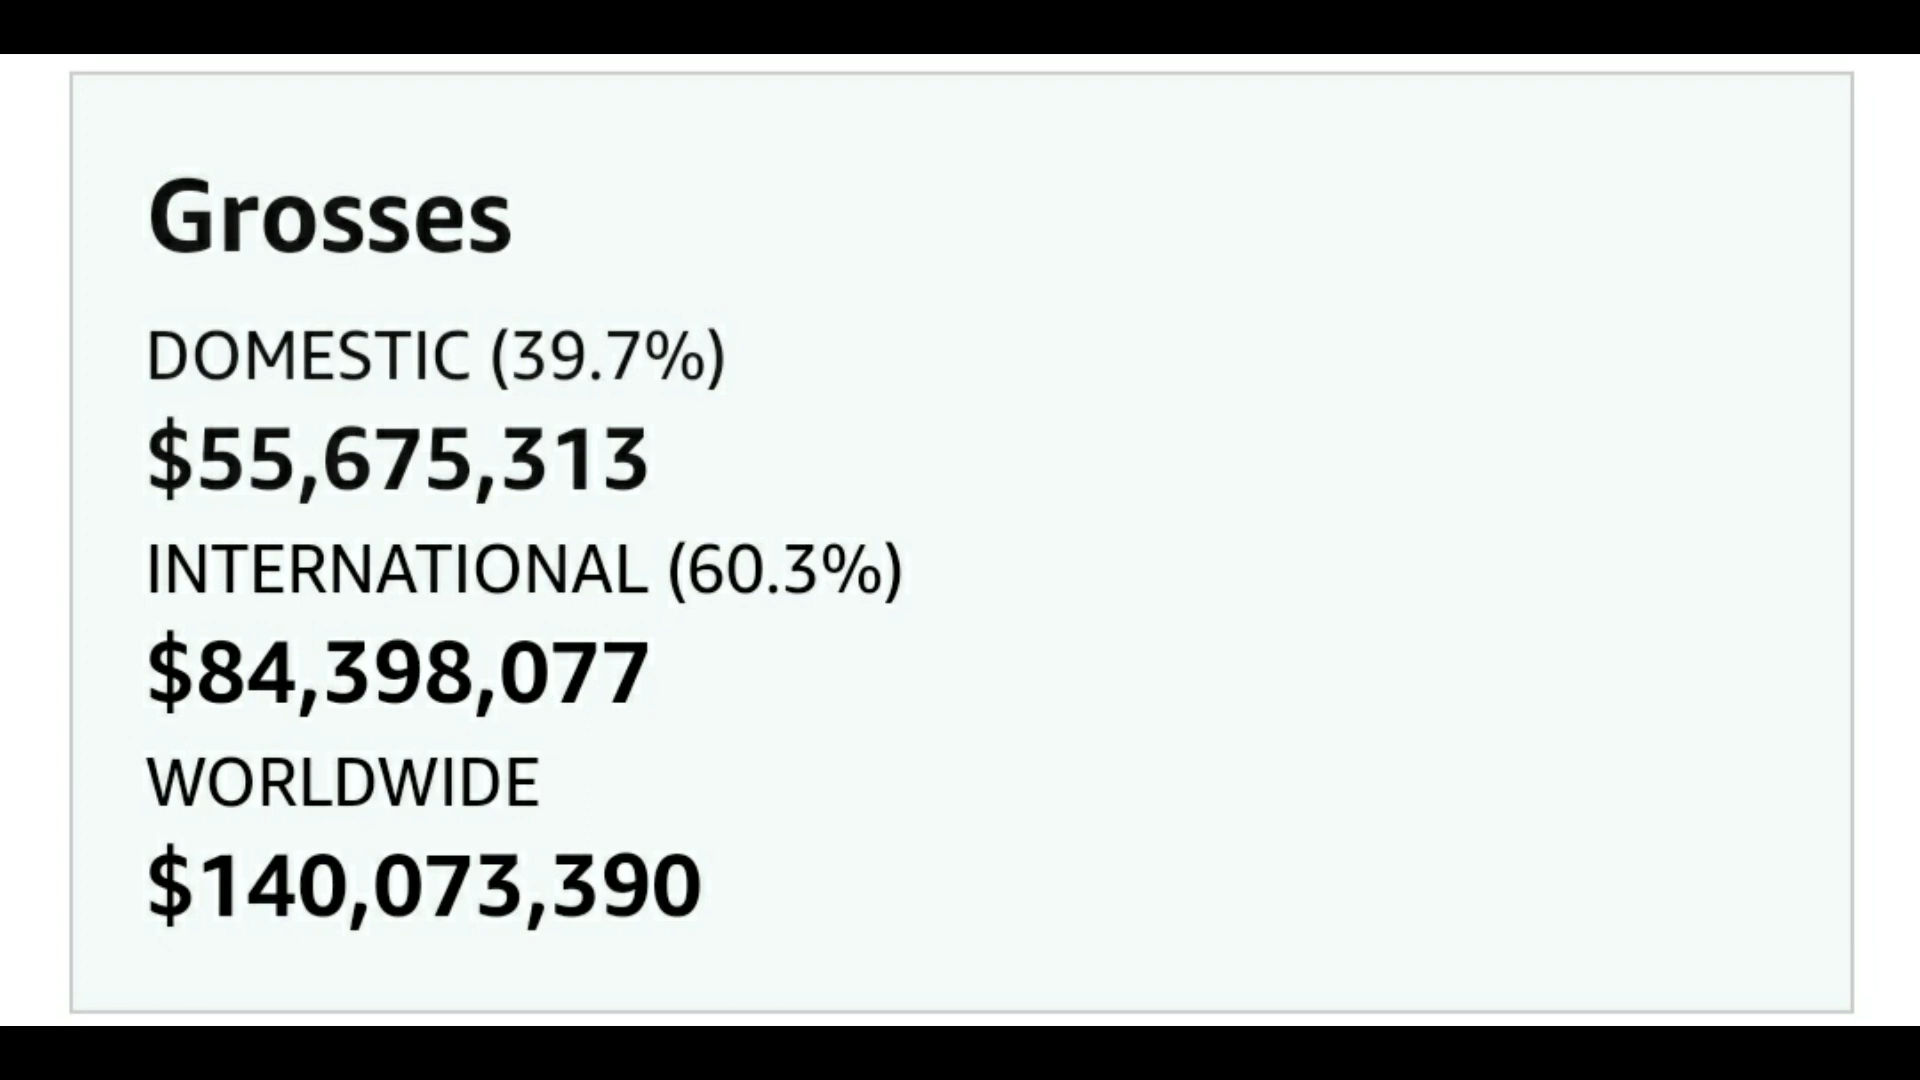 Grosses
DOMESTIC (39.7%)
$55,675,313
INTERNATIONAL (60.3%)
$84,398,077
WORLDWIDE
$140,073,390